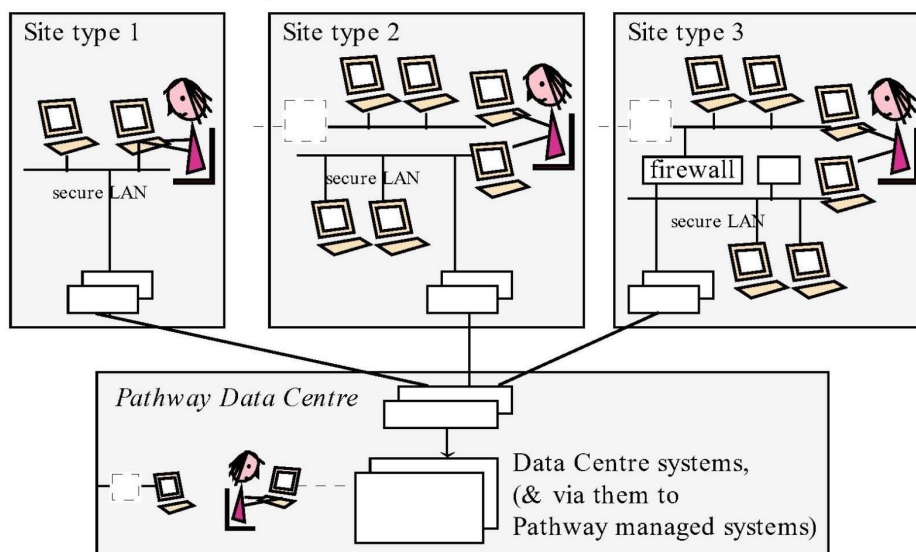 Site type 1
Site type 2
Site type 3
secure LAN
secure LAN
firewall
secure LAN
Pathway Data Centre
Data Centre systems,
(& via them to
Pathway managed systems)